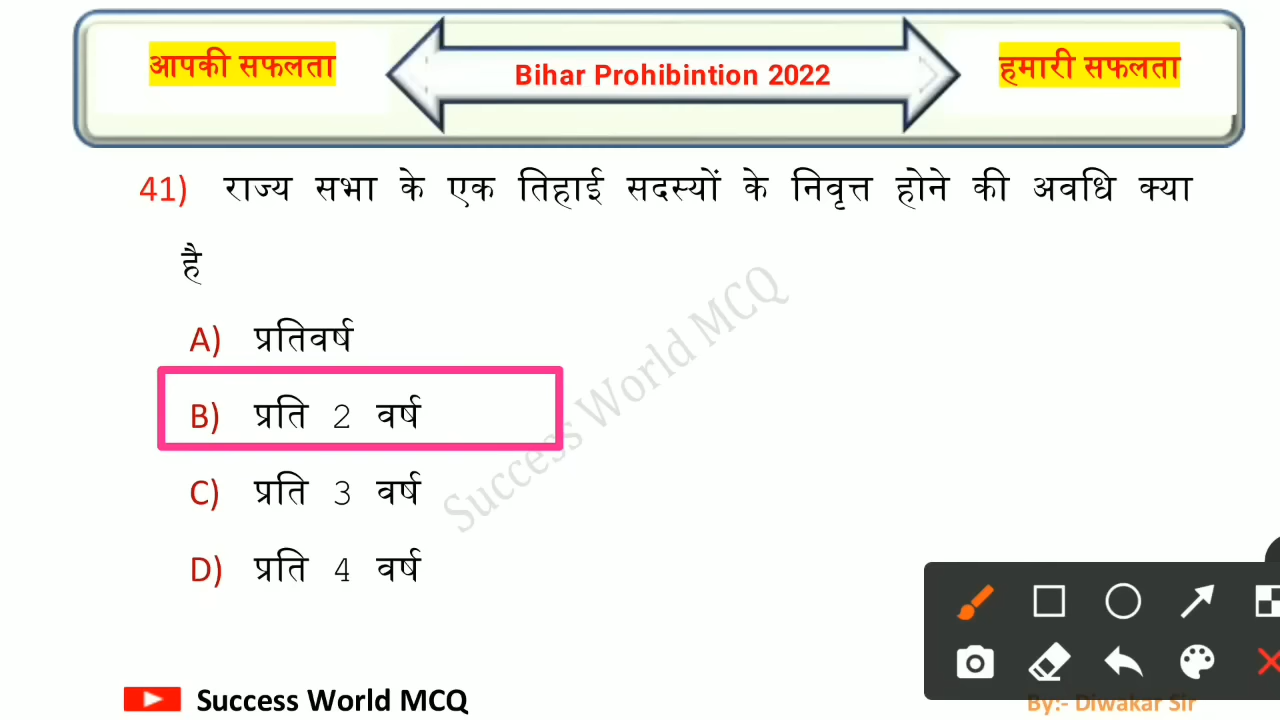 आपकी सफलता
Bihar Prohibintion 2022
हमारी सफलता
41) राज्य सभा के एक तिहाई सदस्यों के निवृत्त होने की अवधि क्या
है
A) प्रतिवर्ष
B) प्रति 2 वर्ष
C) प्रति 3 वर्ष
D) प्रति 4 वर्ष
Success World MCQ
Success World MCQ
By:- Diwakar Sir